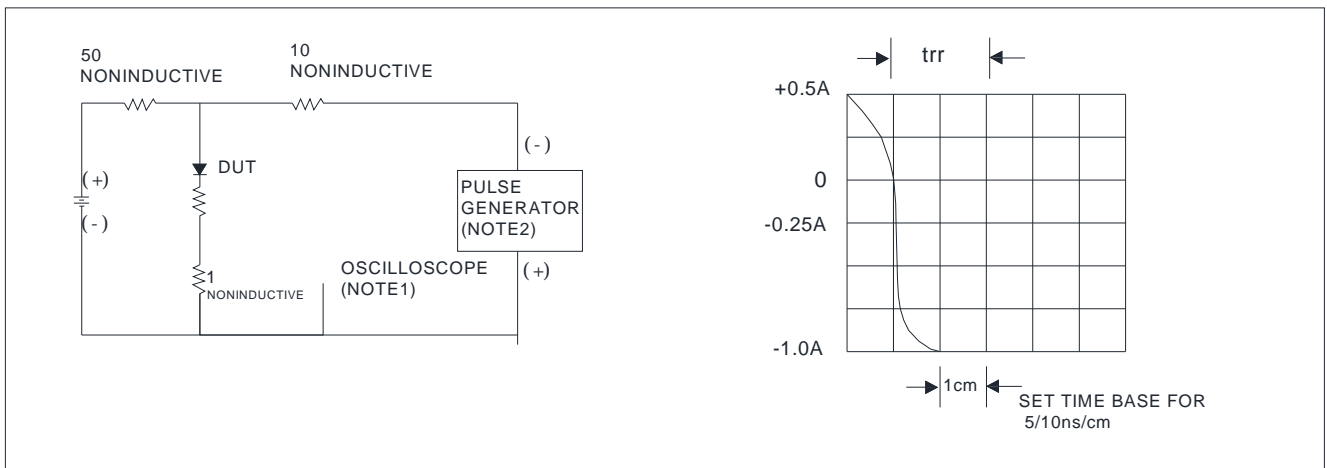 50
NONINDUCTIVE
10
NONINDUCTIVE
(+)
(-)
DUT
1
NONINDUCTIVE
OSCILLOSCOPE
(NOTE1)
(-)
PULSE
GENERATOR
(NOTE2)
(+)
trr
+0.5A
0
-0.25A
-1.0A
1cm
SET TIME BASE FOR
5/10ns/cm